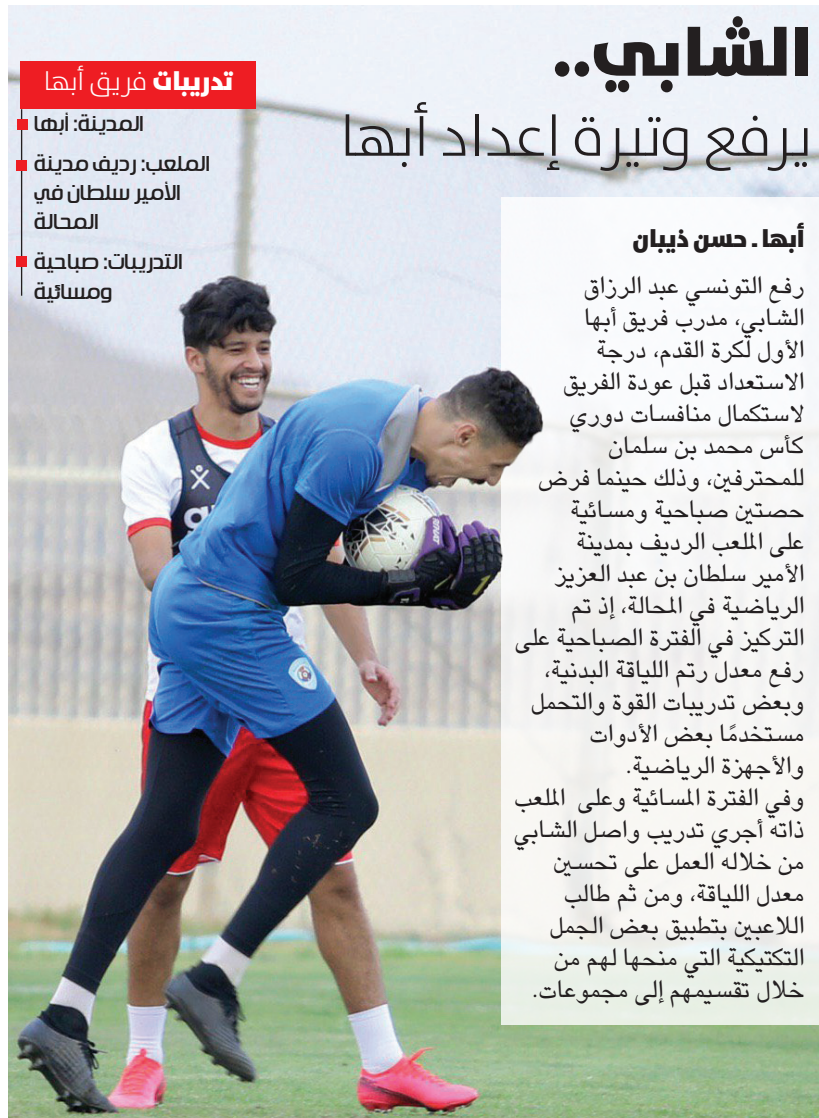 الشابي..
يرفع وتيرة إعداد أبها
تدريبات فريق أبها
المدينة: أبها
الملعب: رديف مدينة
الأمير سلطان في
المحالة
التدريبات: صباحية
ومسائية
أبها ـ حسن ذيبان
رفع التونسي عبد الرزاق
الشابي، مدرب فريق أبها
الأول لكرة القدم، درجة
الاستعداد قبل عودة الفريق
لاستكمال منافسات دوري
كأس محمد بن سلمان
للمحترفين، وذلك حينما فرض
حصتين صباحية ومسائية
على الملعب الرديف بمدينة
الأمير سلطان بن عبد العزيز
الرياضية في المحالة، إذ تم
التركيز في الفترة الصباحية على
رفع معدل رتم اللياقة البدنية،
وبعض تدريبات القوة والتحمل
مستخدمًا بعض الأدوات
والأجهزة الرياضية.
وفي الفترة المسائية وعلى الملعب
ذاته أجري تدريب واصل الشابي
من خلاله العمل على تحسين
معدل اللياقة، ومن ثم طالب
اللاعبين بتطبيق بعض الجمل
التكتيكية التي منحها لهم من
خلال تقسيمهم إلى مجموعات.